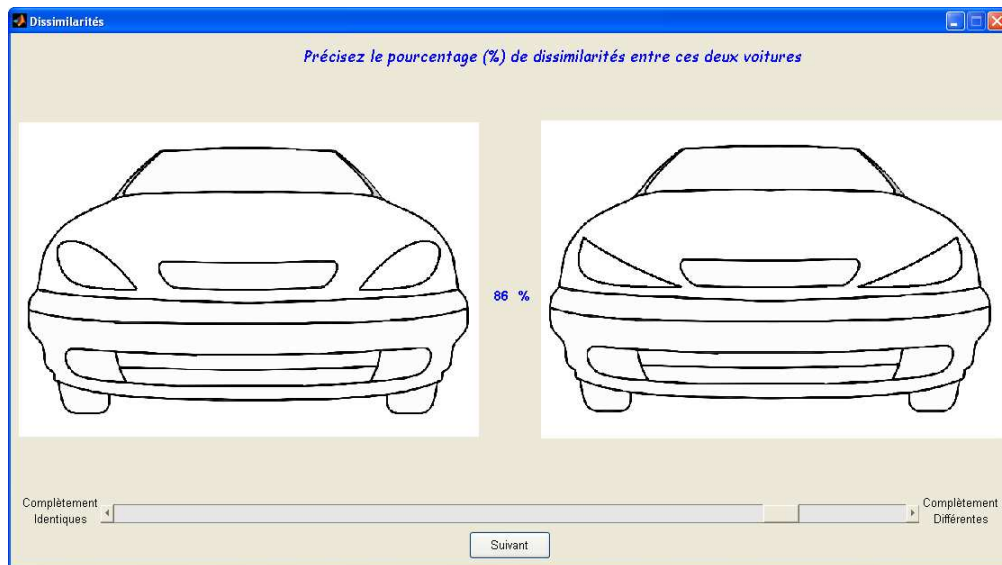 Dissimilarités
Précisez le pourcentage (%) de dissimilarités entre ces deux voitures
86 %
Complètement
Identiques
Complètement
Différentes
Suivant